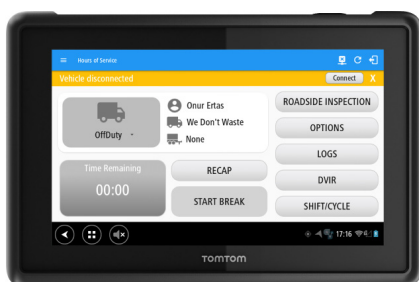 Hours of Service
Vehicle disconnected
Connect
X
OffDuty
Onur Ertas
We Don't Waste
None
ROADSIDE INSPECTION
OPTIONS
LOGS
DVIR
SHIFT/CYCLE
Time Remaining
00:00
RECAP
START BREAK
17:16
TOMTOM